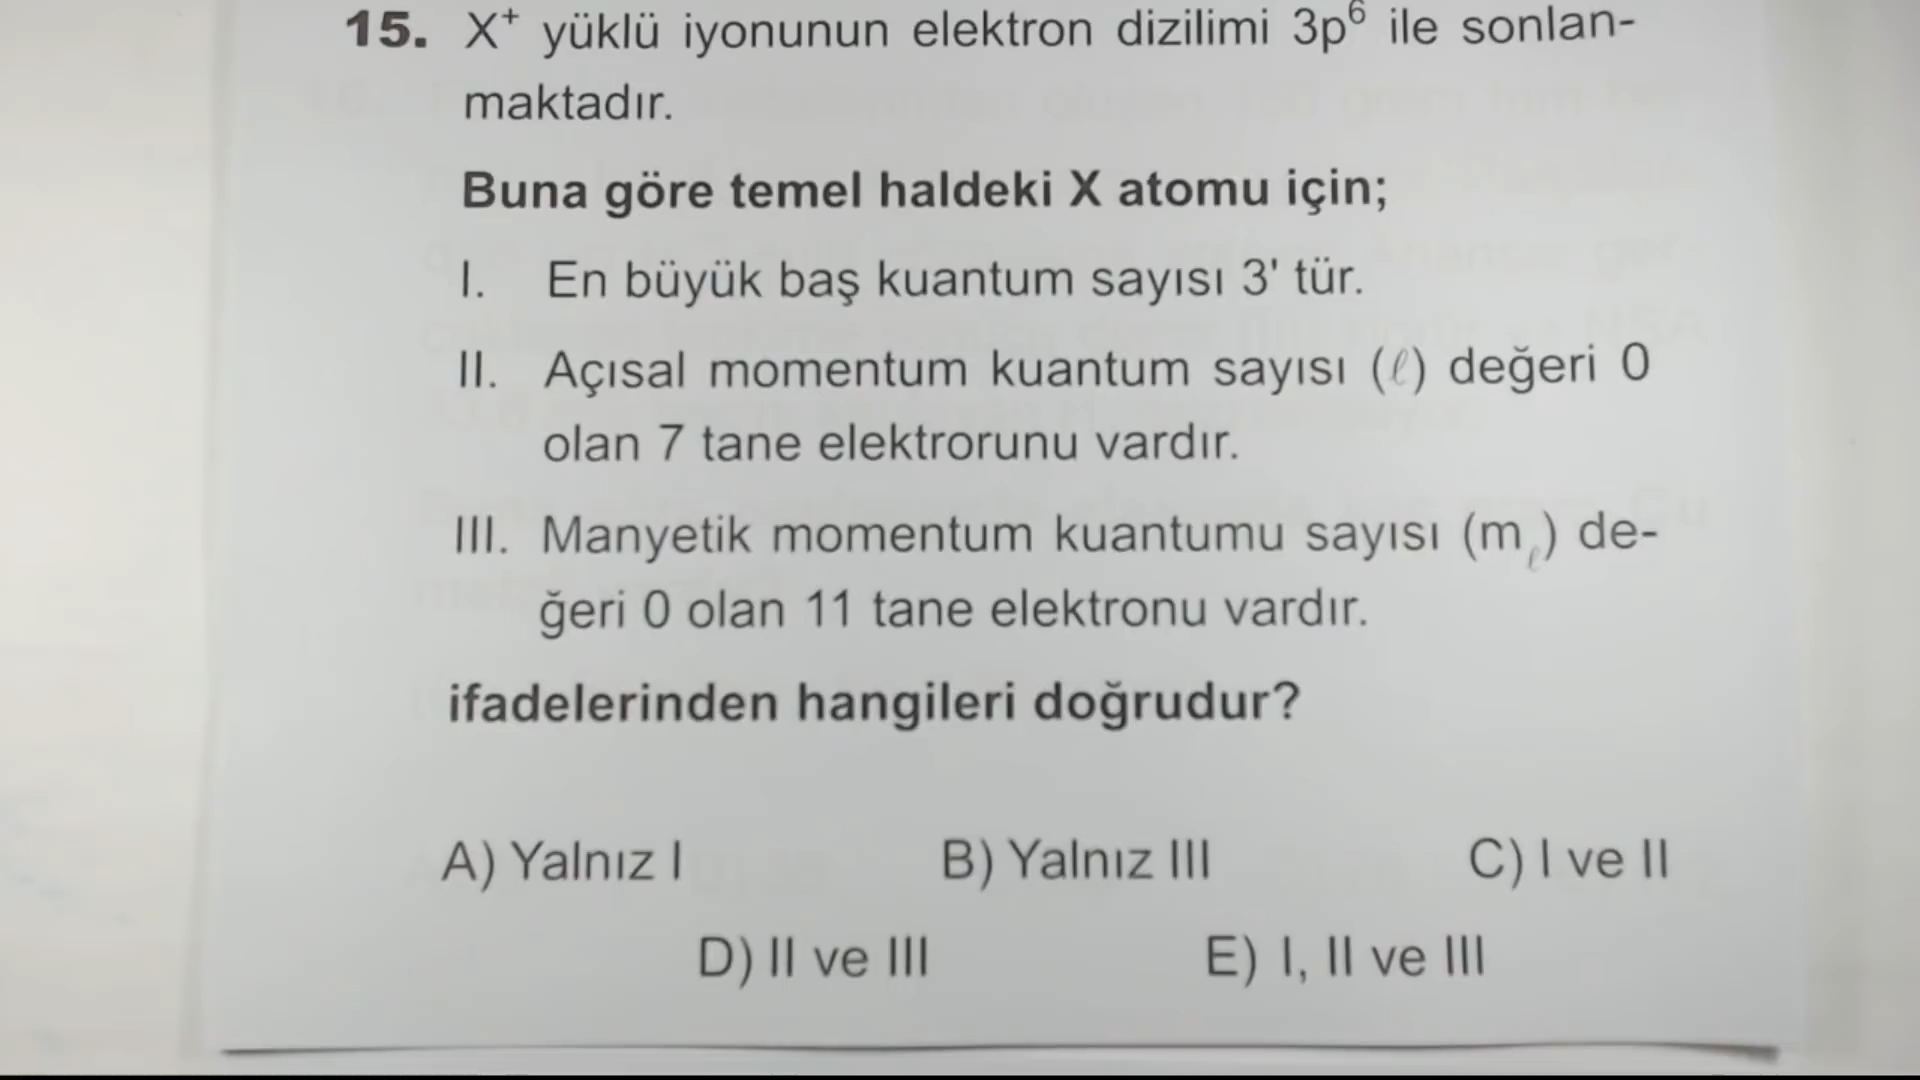 15. X⁺ yüklü iyonunun elektron dizilimi 3p⁶ ile sonlan-
maktadır.
Buna göre temel haldeki X atomu için;
I. En büyük baş kuantum sayısı 3' tür.
II. Açısal momentum kuantum sayısı (ℓ) değeri 0
olan 7 tane elektrorunu vardır.
III. Manyetik momentum kuantumu sayısı (mℓ) de-
ğeri 0 olan 11 tane elektronu vardır.
ifadelerinden hangileri doğrudur?
A) Yalnız I B) Yalnız III C) I ve II
D) II ve III E) I, II ve III